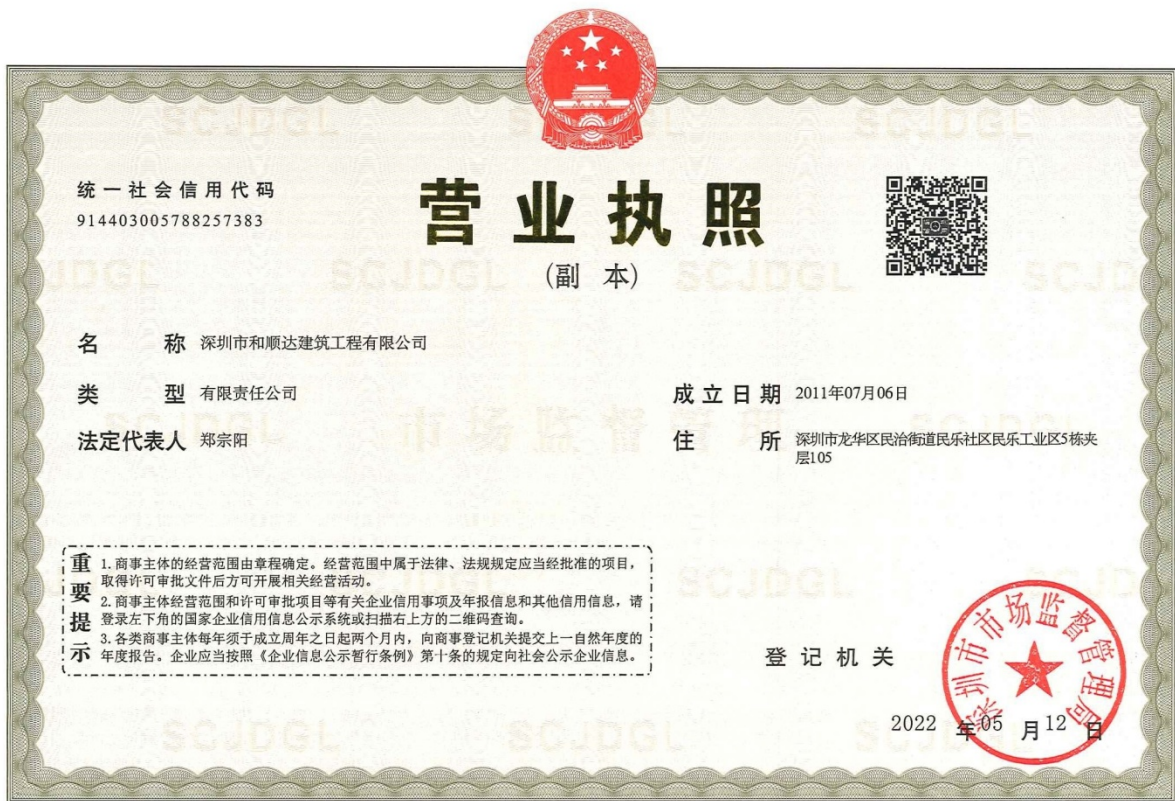 统一社会信用代码
914403005788257383
营业执照
(副 本)
名 称 深圳市和顺达建筑工程有限公司
类 型 有限责任公司
成立日期 2011年07月06日
法定代表人 郑宗阳
住 所 深圳市龙华区民治街道民乐社区民乐工业区5栋夹
层105
重要提示
1. 商事主体的经营范围由章程确定。经营范围中属于法律、法规规定应当经批准的项目，
取得许可审批文件后方可开展相关经营活动。
2. 商事主体经营范围和许可审批项目等有关企业信用事项及年报信息和其他信用信息，请
登录左下角的国家企业信用信息公示系统或扫描右上方的二维码查询。
3. 各类商事主体每年须于成立周年之日起两个月内，向商事登记机关提交上一自然年度的
年度报告。企业应当按照《企业信息公示暂行条例》第十条的规定向社会公示企业信息。
登记机关
深圳市市场监督管理局
2022 年 05 月 12 日
SCJDGL
市场监督管理